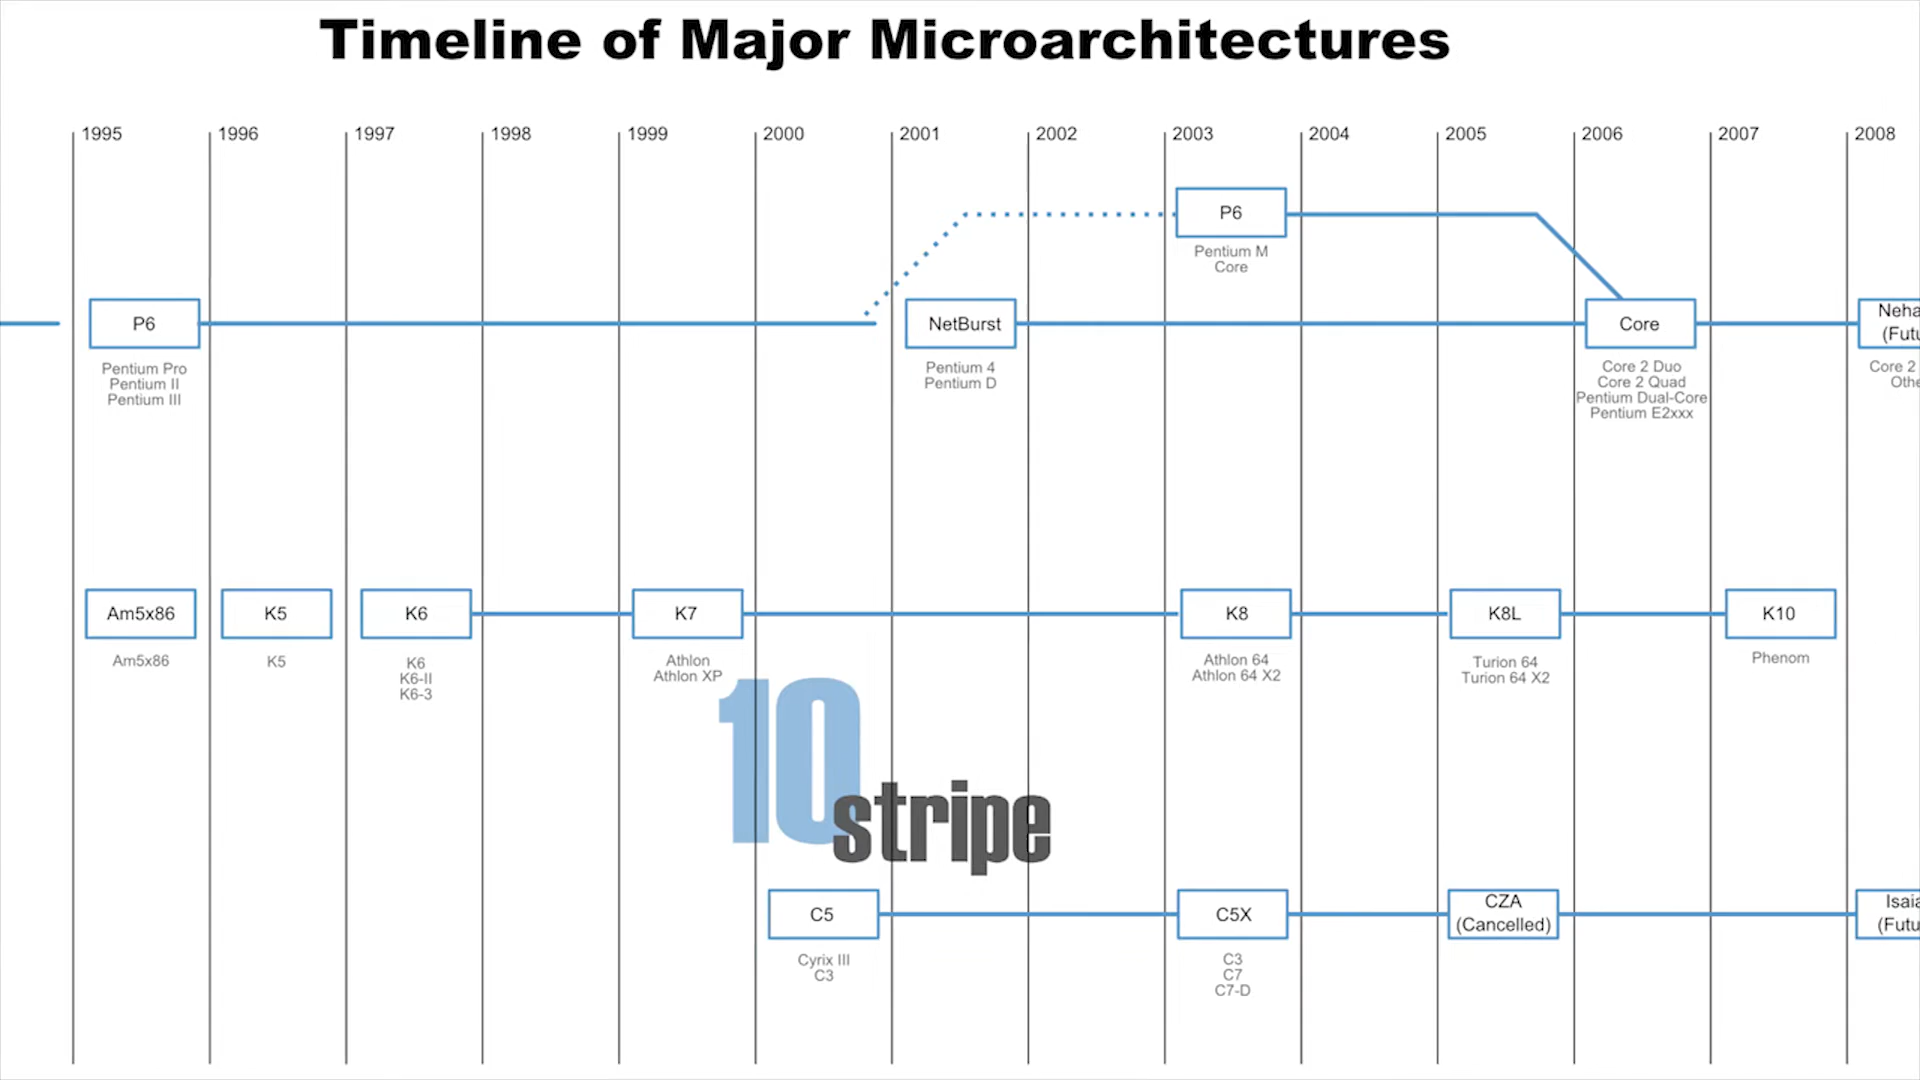 Timeline of Major Microarchitectures
1995 1996 1997 1998 1999 2000 2001 2002 2003 2004 2005 2006 2007 2008
P6
Pentium M
Core
P6
Pentium Pro
Pentium II
Pentium III
NetBurst
Pentium 4
Pentium D
Core
Core 2 Duo
Core 2 Quad
Pentium Dual-Core
Pentium E2xxx
Core 2
Am5x86
Am5x86
K5
K5
K6
K6
K6-II
K6-3
K7
Athlon
Athlon XP
K8
Athlon 64
Athlon 64 X2
K8L
Turion 64
Turion 64 X2
K10
Phenom
10
stripe
C5
Cyrix III
C3
C5X
C3
C7
C7-D
CZA
(Cancelled)